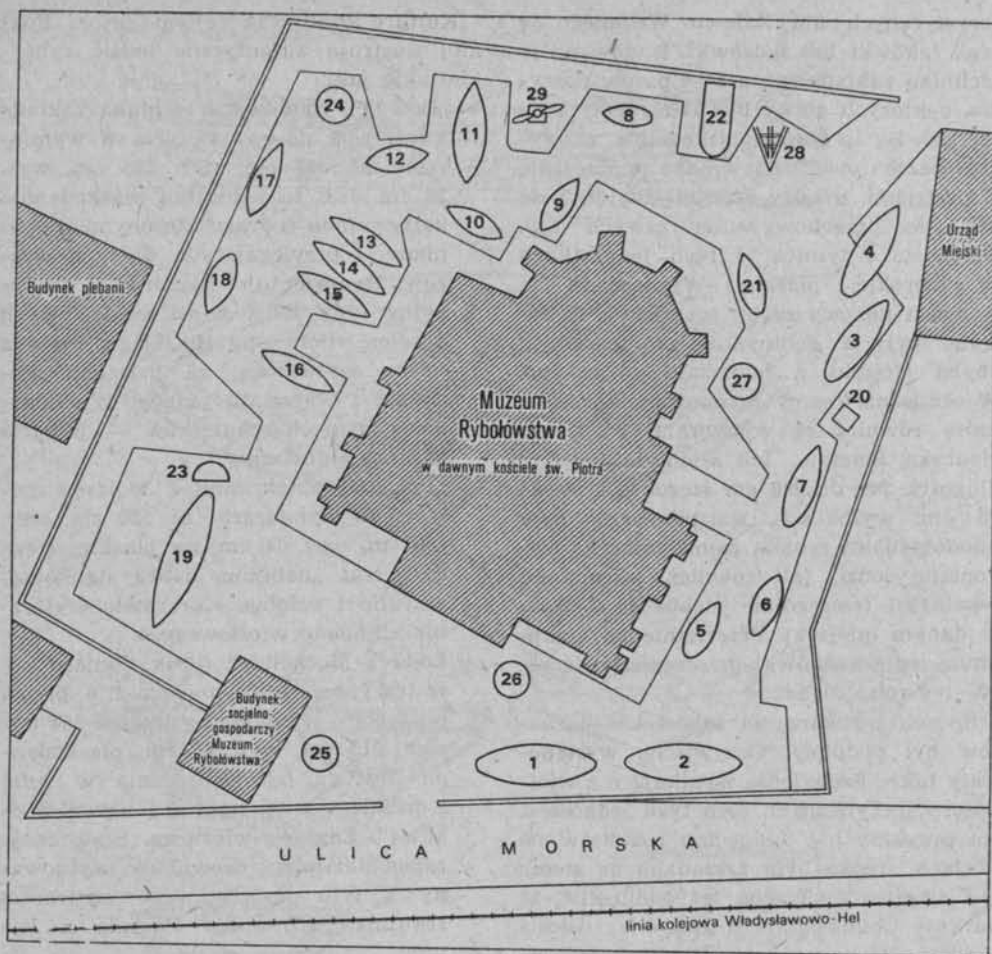 24
29
8
22
11
28
12
17
9
10
4
13
Urząd
Miejski
14
18
21
Budynek plebanii
15
3
16
27
Muzeum
Rybołówstwa
20
w dawnym kościele św. Piotra
23
7
19
6
5
26
Budynek
socjalno-
gospodarczy
Muzeum
Rybołówstwa
25
2
ULICA MORSKA
linia kolejowa Władysławowo-Hel